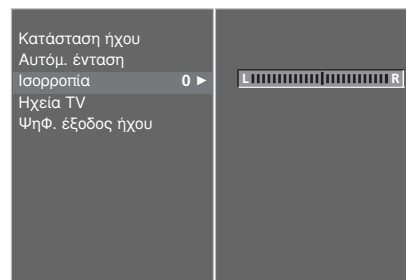 Κατάσταση ήχου
Αυτόμ. ένταση
Ισορροπία 0 ►
Ηχεία TV
ΨηΦ. έξοδος ήχου
L R